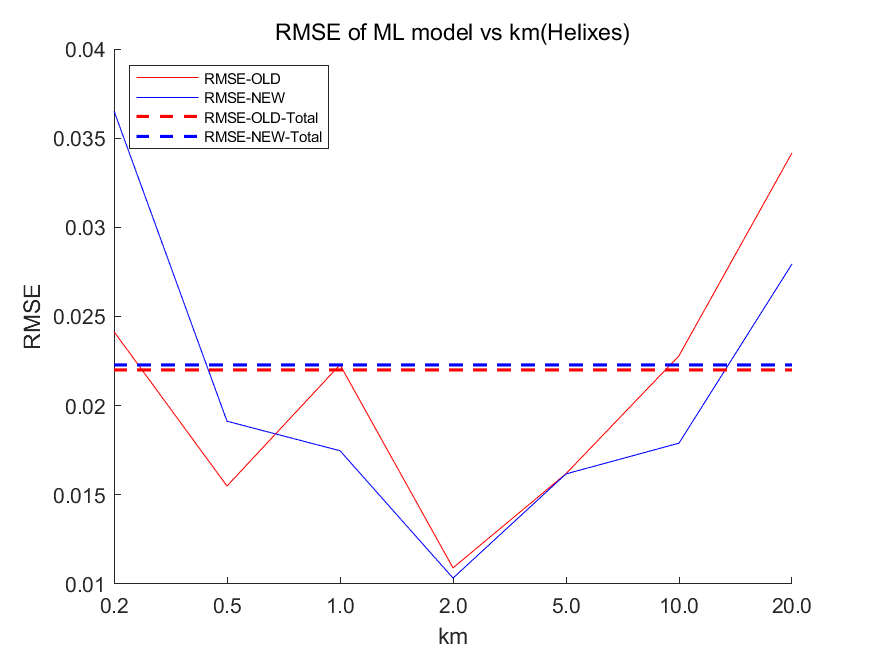 RMSE of ML model vs km(Helixes)
0.04
0.035
0.03
0.025
0.02
0.015
0.01
RMSE
RMSE-OLD
RMSE-NEW
RMSE-OLD-Total
RMSE-NEW-Total
0.2 0.5 1.0 2.0 5.0 10.0 20.0
km